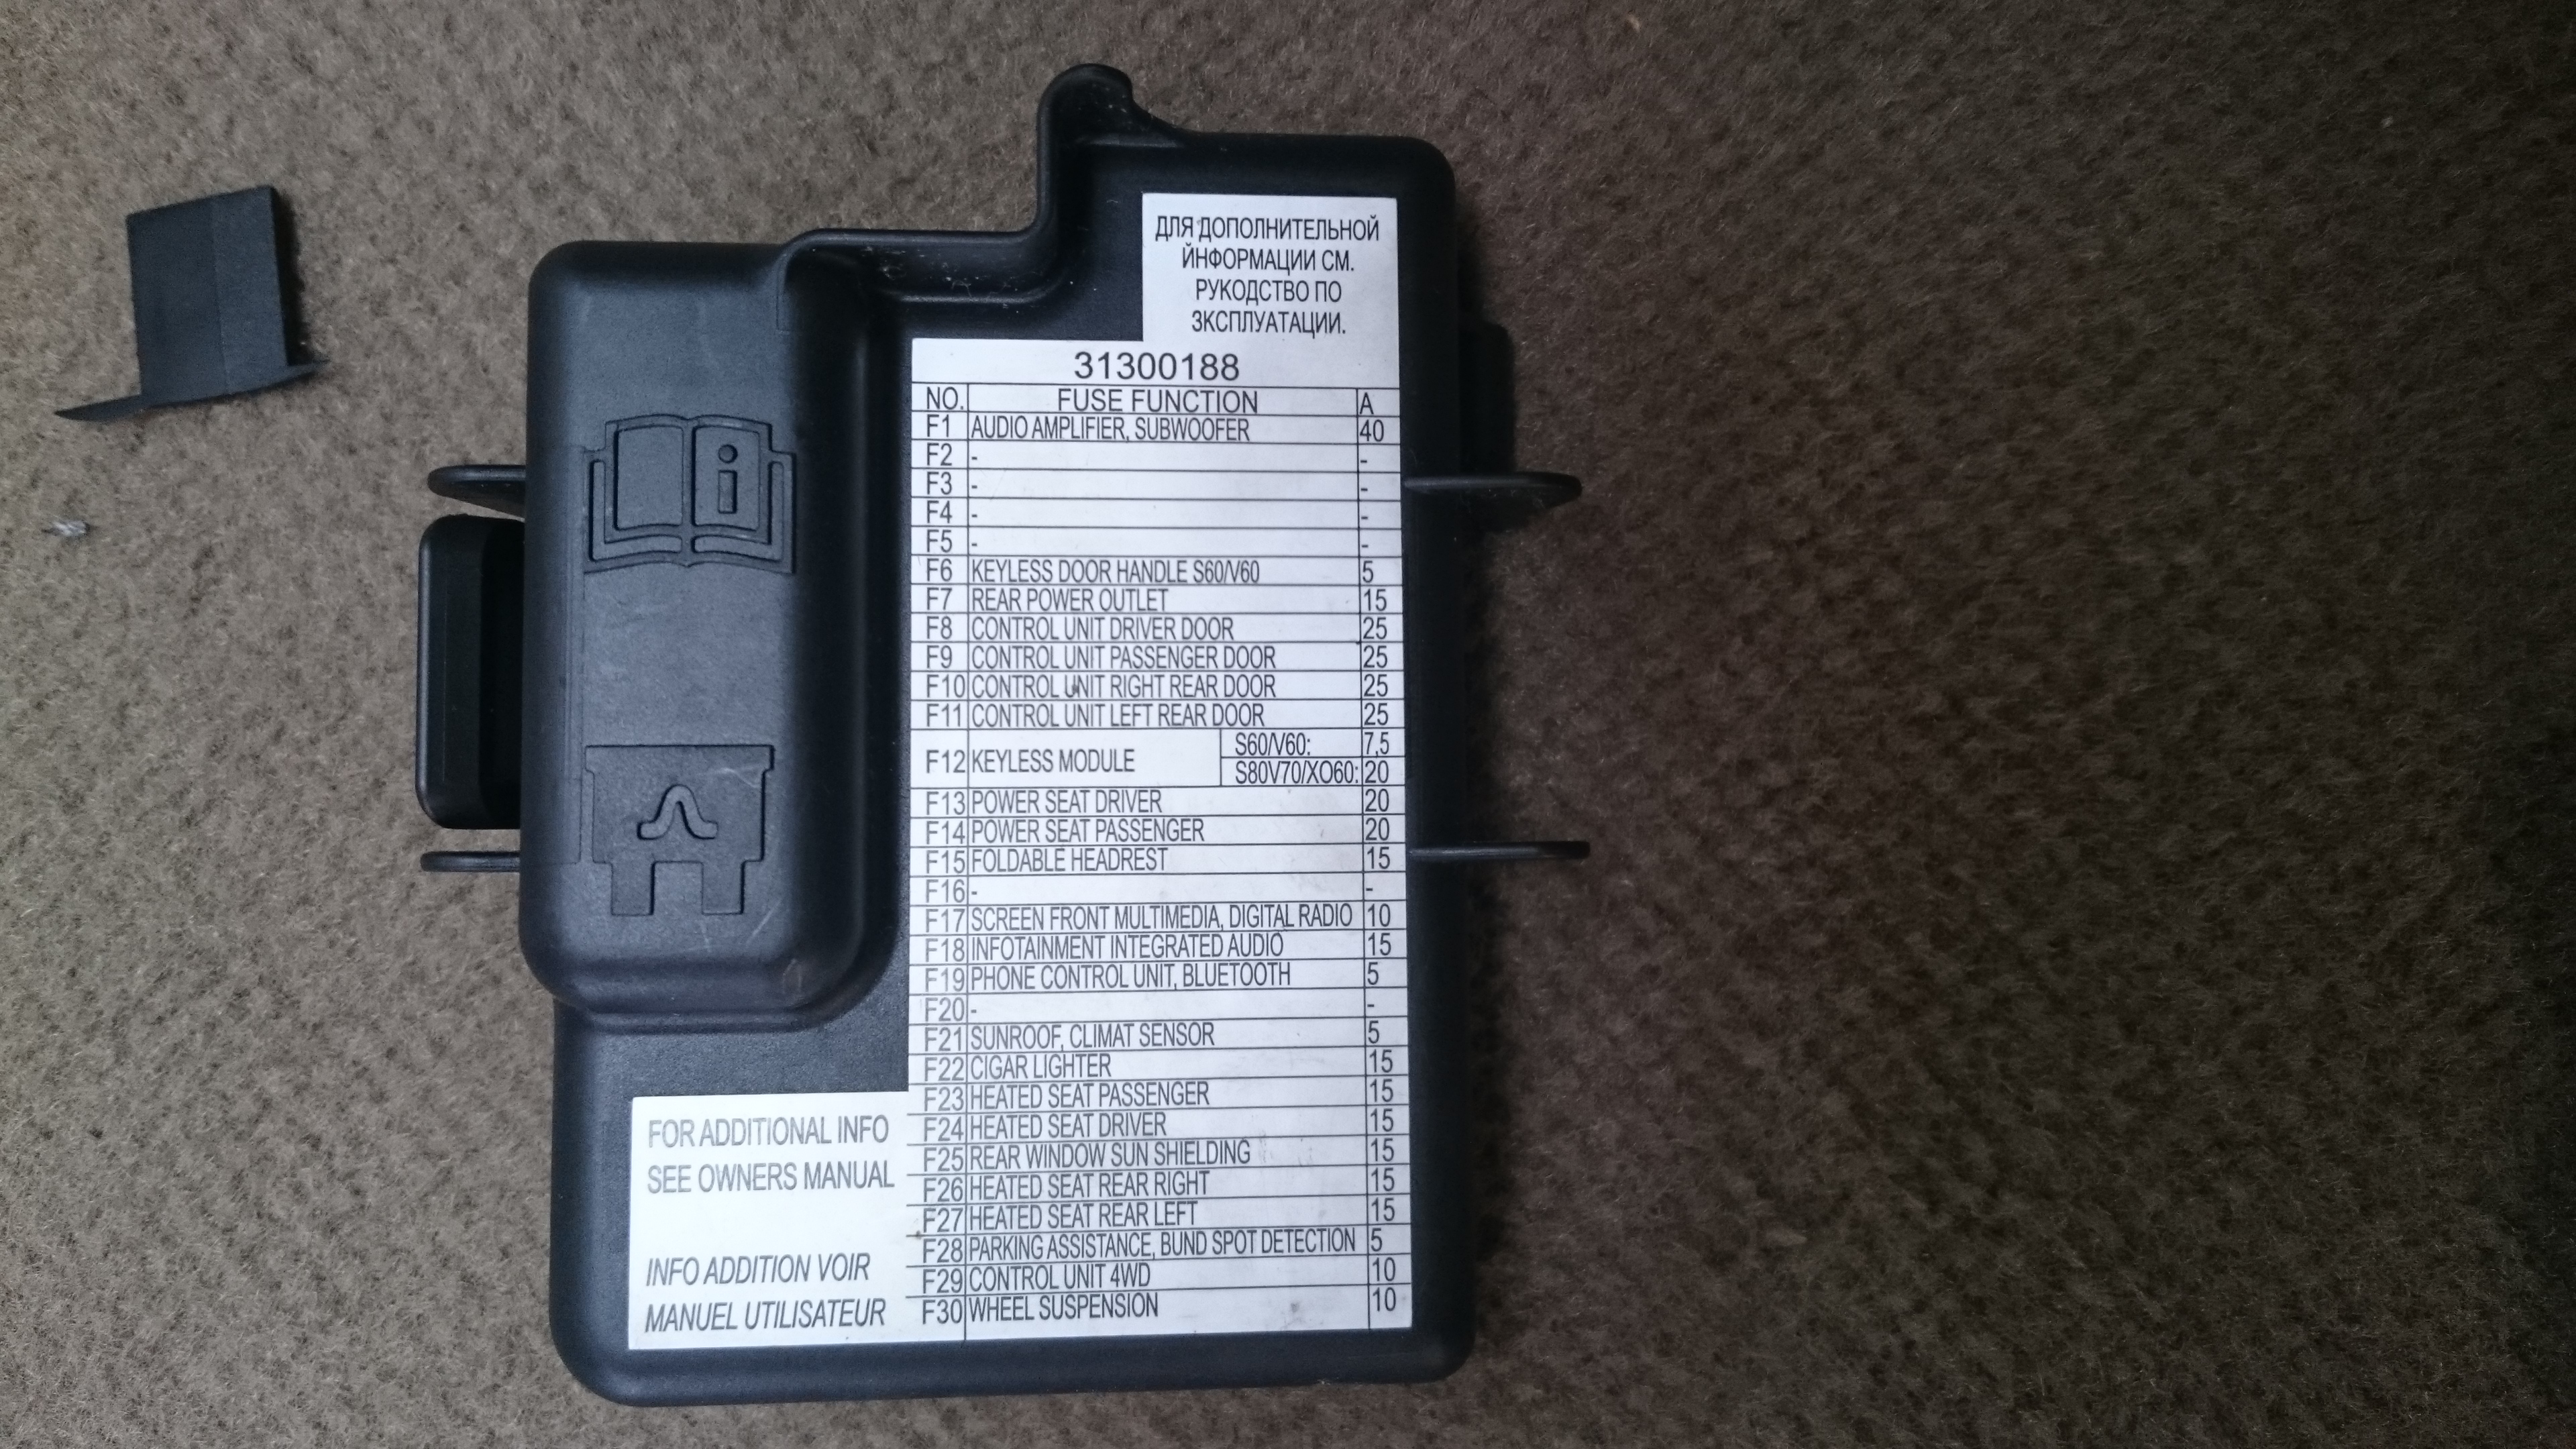 ДЛЯ ДОПОЛНИТЕЛЬНОЙ
ЙНФОРМАЦИИ СМ.
РУКОДСТВО ПО
ЗКСПЛУАТАЦИИ.
31300188
NO. FUSE FUNCTION A
F1 AUDIO AMPLIFIER, SUBWOOFER 40
F2 - -
F3 - -
F4 - -
F5 - -
F6 KEYLESS DOOR HANDLE S60/V60 5
F7 REAR POWER OUTLET 15
F8 CONTROL UNIT DRIVER DOOR 25
F9 CONTROL UNIT PASSENGER DOOR 25
F10 CONTROL UNIT RIGHT REAR DOOR 25
F11 CONTROL UNIT LEFT REAR DOOR 25
F12 KEYLESS MODULE S60/V60: 7,5
S80V70/XO60: 20
F13 POWER SEAT DRIVER 20
F14 POWER SEAT PASSENGER 20
F15 FOLDABLE HEADREST 15
F16 - -
F17 SCREEN FRONT MULTIMEDIA, DIGITAL RADIO 10
F18 INFOTAINMENT INTEGRATED AUDIO 15
F19 PHONE CONTROL UNIT, BLUETOOTH 5
F20 - -
F21 SUNROOF, CLIMAT SENSOR 5
F22 CIGAR LIGHTER 15
F23 HEATED SEAT PASSENGER 15
F24 HEATED SEAT DRIVER 15
F25 REAR WINDOW SUN SHIELDING 15
F26 HEATED SEAT REAR RIGHT 15
F27 HEATED SEAT REAR LEFT 15
F28 PARKING ASSISTANCE, BUND SPOT DETECTION 5
F29 CONTROL UNIT 4WD 10
F30 WHEEL SUSPENSION 10
FOR ADDITIONAL INFO
SEE OWNERS MANUAL
INFO ADDITION VOIR
MANUEL UTILISATEUR